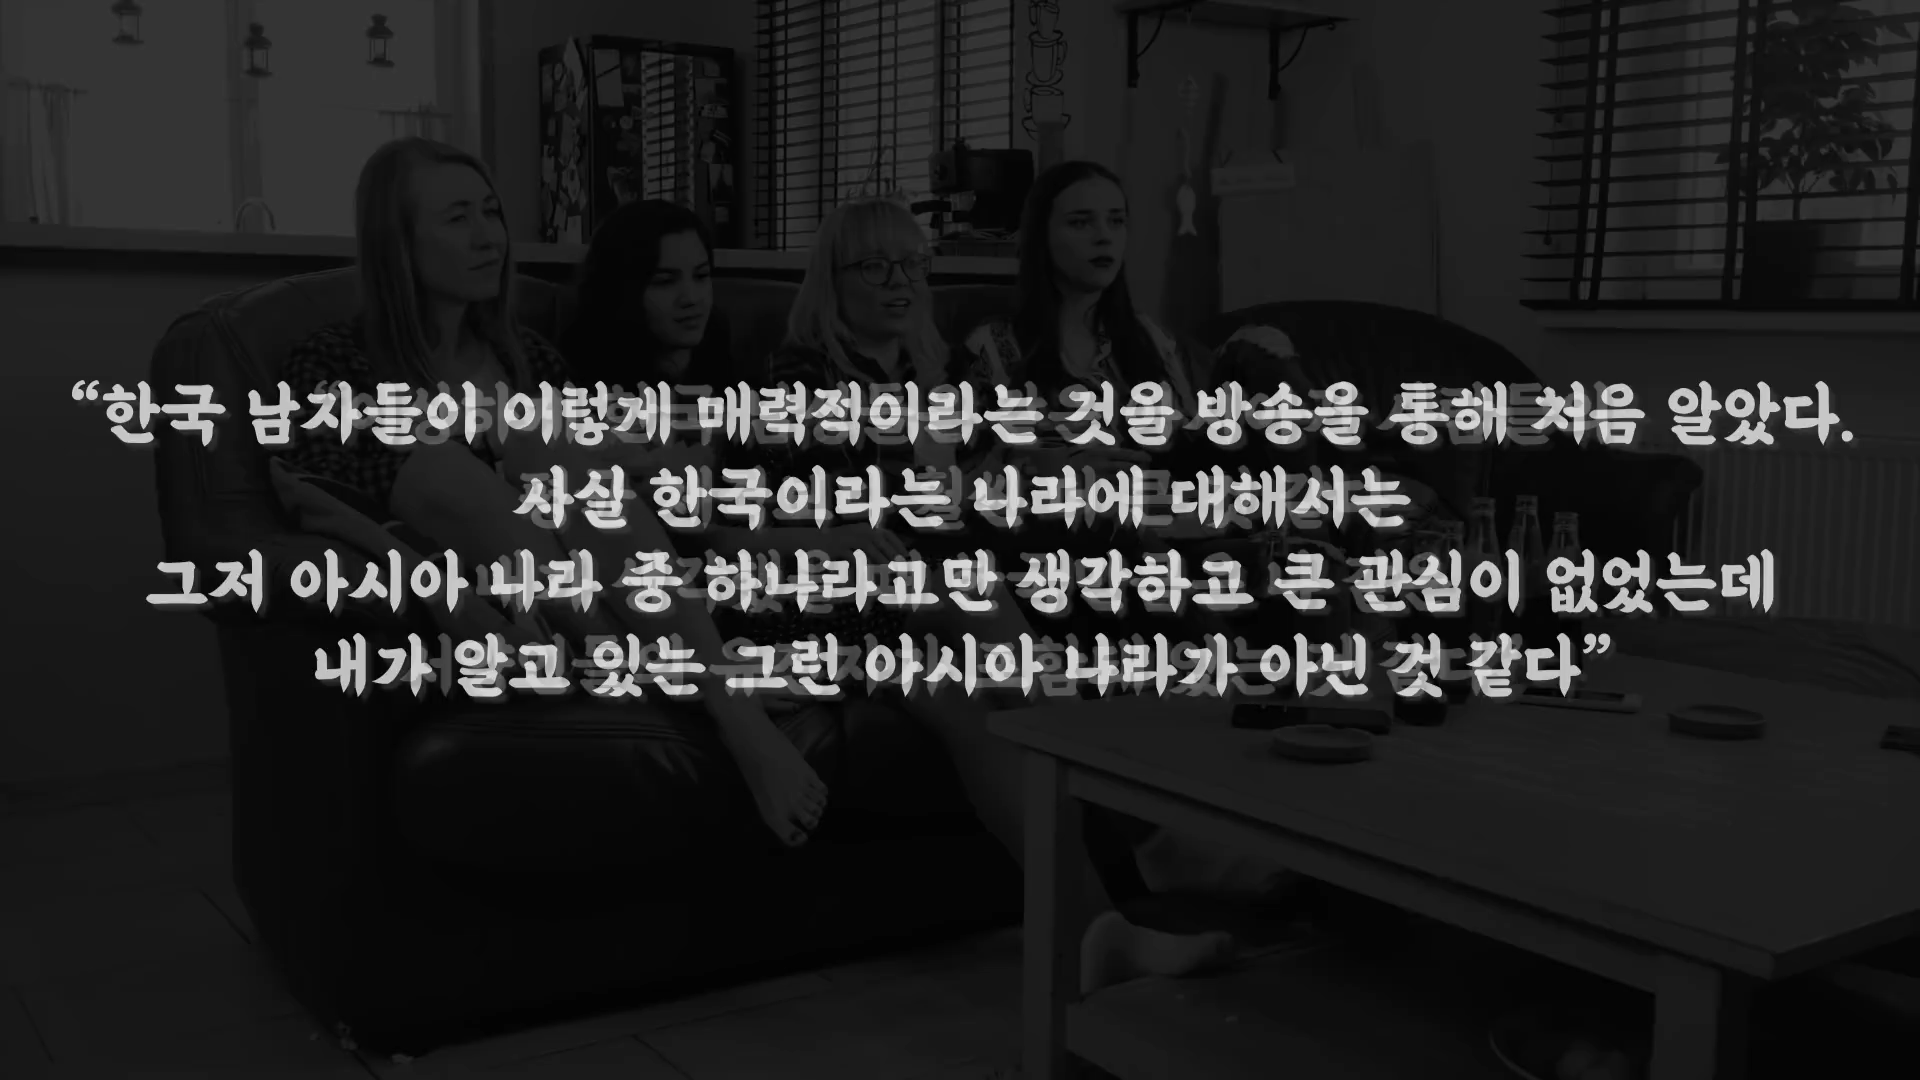 “한국 남자들이 이렇게 매력적이라는 것을 방송을 통해 처음 알았다.
사실 한국이라는 나라에 대해서는
그저 아시아 나라 중 하나라고만 생각하고 큰 관심이 없었는데
내가 알고 있는 그런 아시아 나라가 아닌 것 같다”